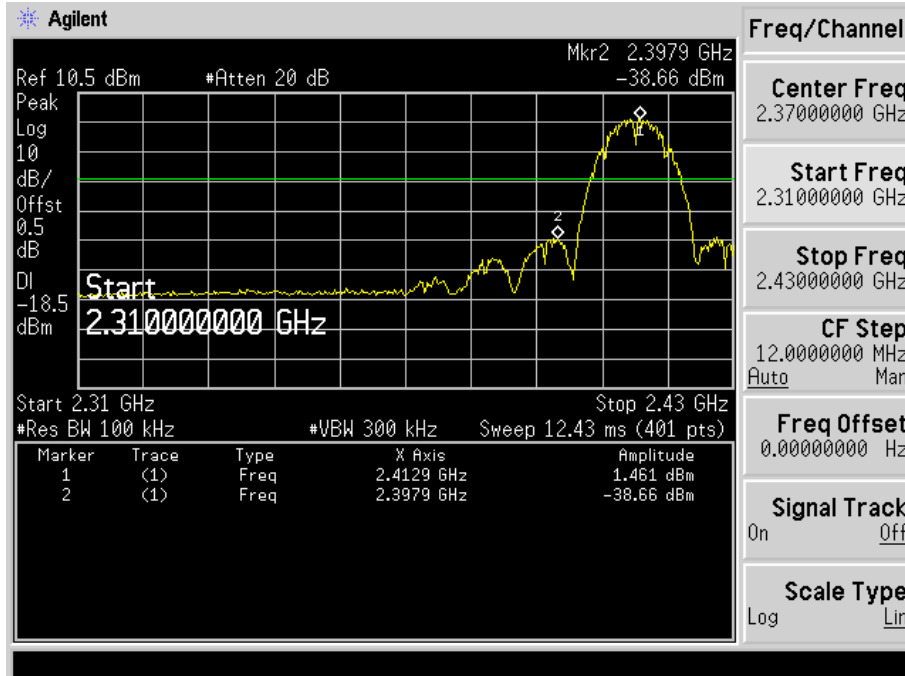 Agilent
Freq/Channel
Mkr2 2.3979 GHz
Ref 10.5 dBm #Atten 20 dB -38.66 dBm
Peak
Log
10
dB/
Offst
0.5
dB
DI
-18.5
dBm
1
2
Start
2.310000000 GHz
Start 2.31 GHz Stop 2.43 GHz
#Res BW 100 kHz #VBW 300 kHz Sweep 12.43 ms (401 pts)
Marker Trace Type X Axis Amplitude
1 (1) Freq 2.4129 GHz 1.461 dBm
2 (1) Freq 2.3979 GHz -38.66 dBm
Center Freq
2.37000000 GHz
Start Freq
2.31000000 GHz
Stop Freq
2.43000000 GHz
CF Step
12.0000000 MHz
Auto Man
Freq Offset
0.00000000 Hz
Signal Track
On Off
Scale Type
Log Lin